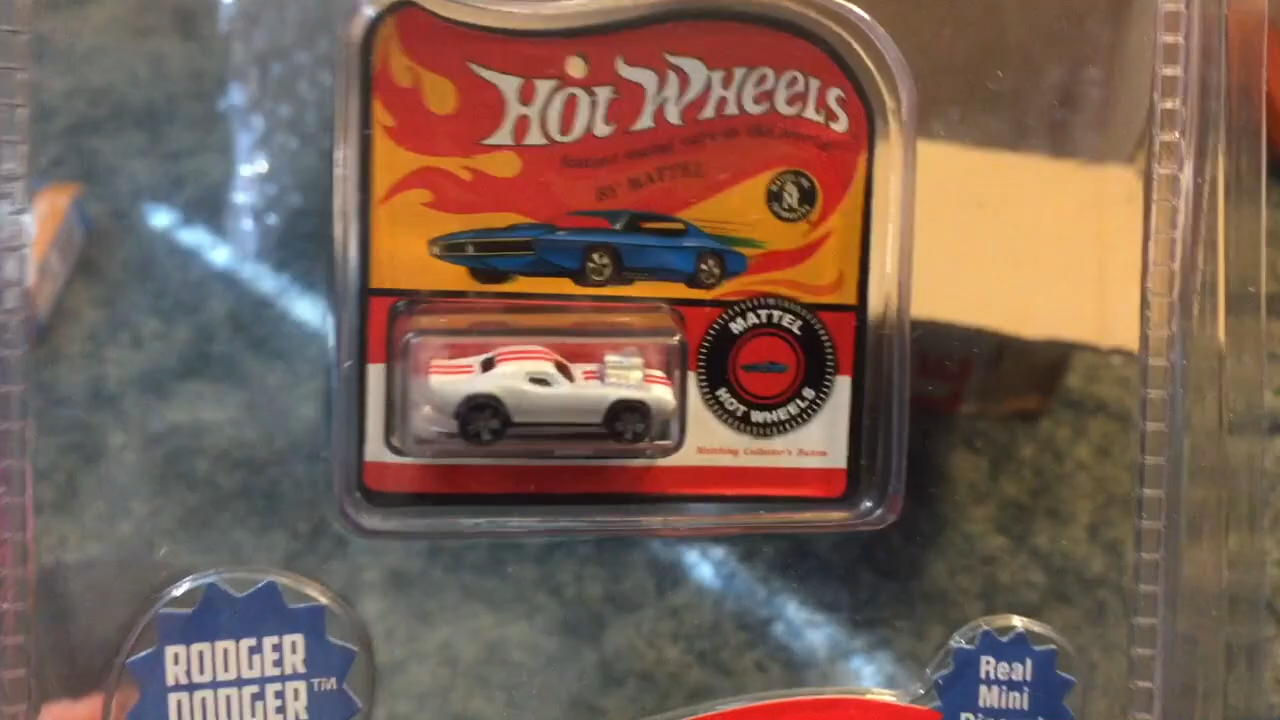 Hot Wheels
BY MATTEL
MATTEL
HOT WHEELS
Matching Collector's Button
RODGER
DODGER™
Real
Mini